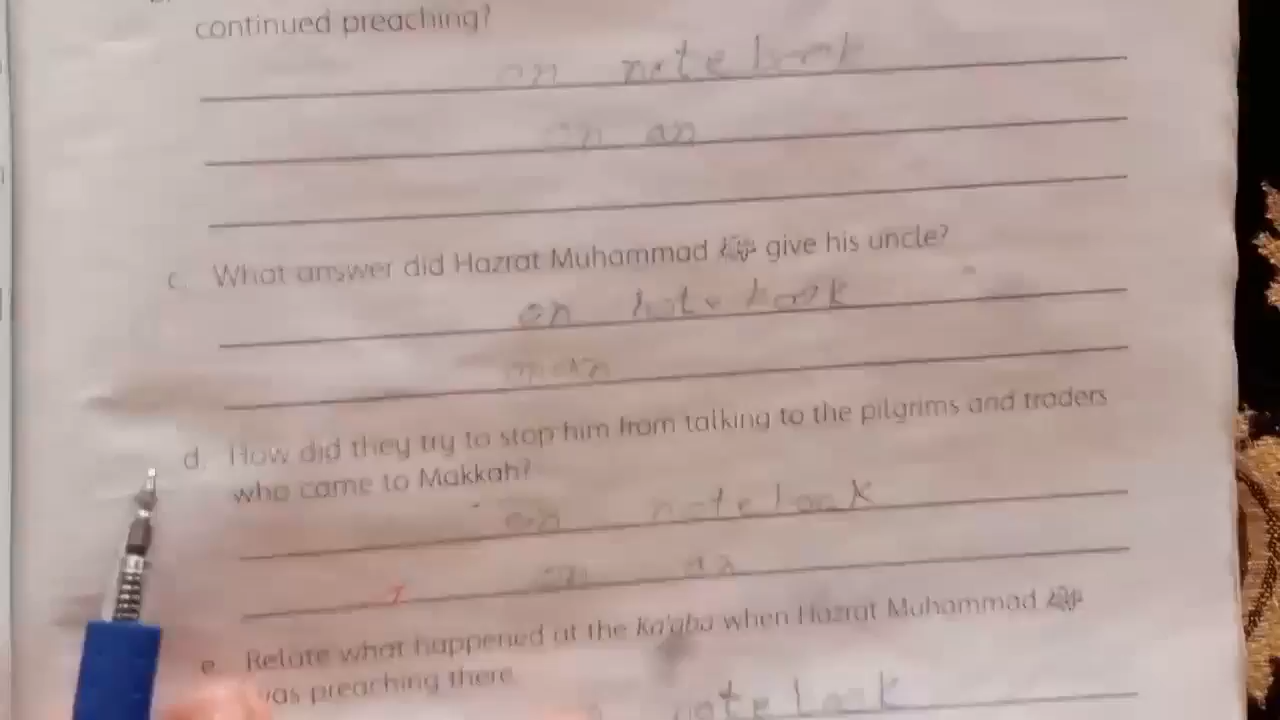 continued preaching?
on note book
on an
c. What answer did Hazrat Muhammad ﷺ give his uncle?
on note book
d. How did they try to stop him from talking to the pilgrims and traders
who came to Makkah?
on note book
on an
e Relate what happened at the Ka'aba when Hazrat Muhammad ﷺ
was preaching there
note book